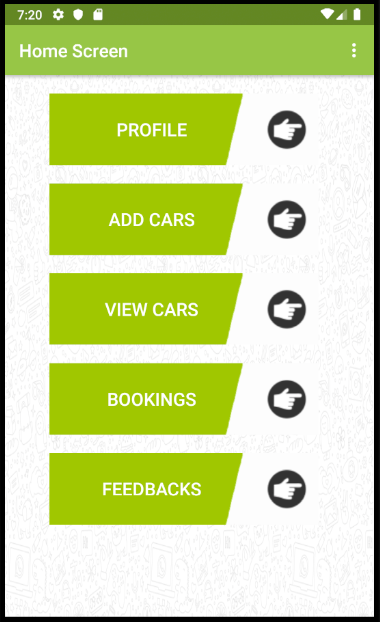 7:20
Home Screen
PROFILE
ADD CARS
VIEW CARS
BOOKINGS
FEEDBACKS